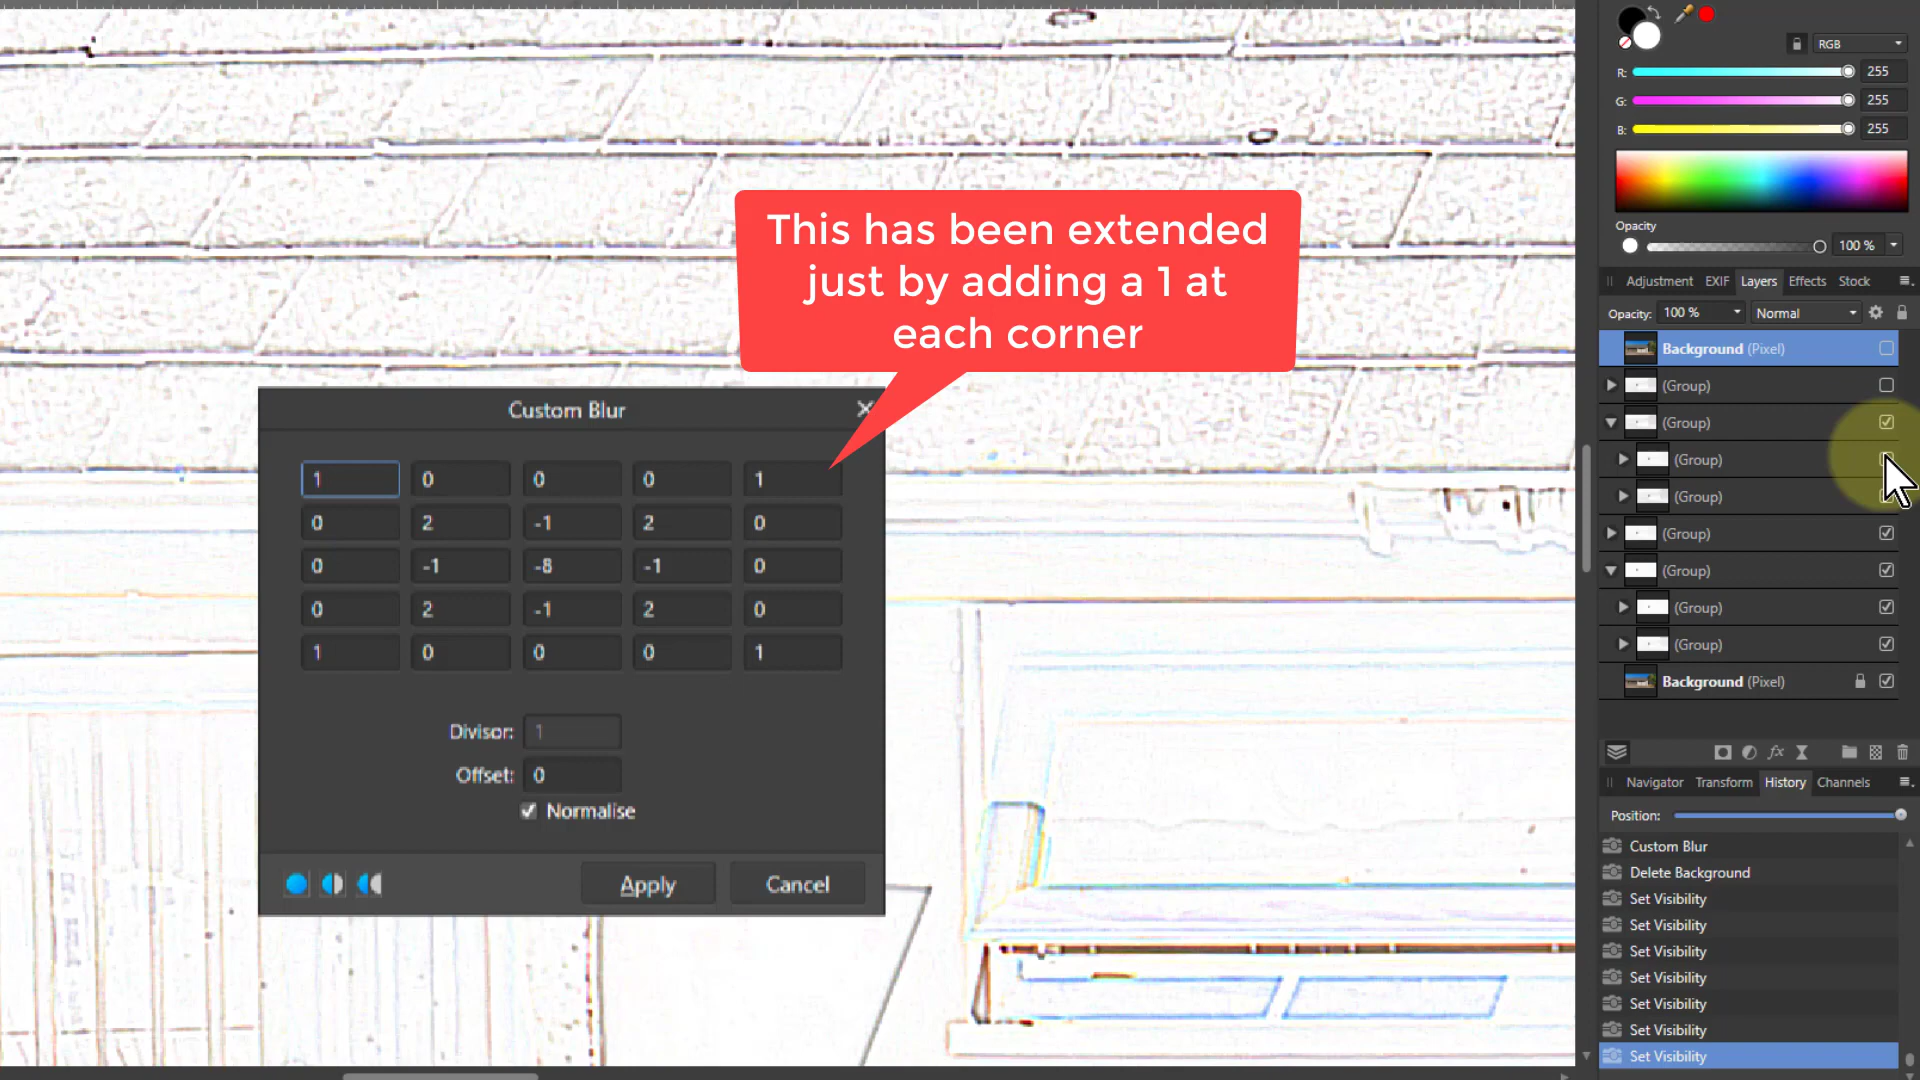 This has been extended
just by adding a 1 at
each corner
Custom Blur
1 0 0 0 1
0 2 -1 2 0
0 -1 -8 -1 0
0 2 -1 2 0
1 0 0 0 1
Divisor: 1
Offset: 0
Normalise
Apply Cancel
RGB
R: 255
G: 255
B: 255
Opacity
100 %
Adjustment EXIF Layers Effects Stock
Opacity: 100 % Normal
Background (Pixel)
(Group)
(Group)
(Group)
(Group)
(Group)
(Group)
(Group)
(Group)
Background (Pixel)
fx
Navigator Transform History Channels
Position:
Custom Blur
Delete Background
Set Visibility
Set Visibility
Set Visibility
Set Visibility
Set Visibility
Set Visibility
Set Visibility